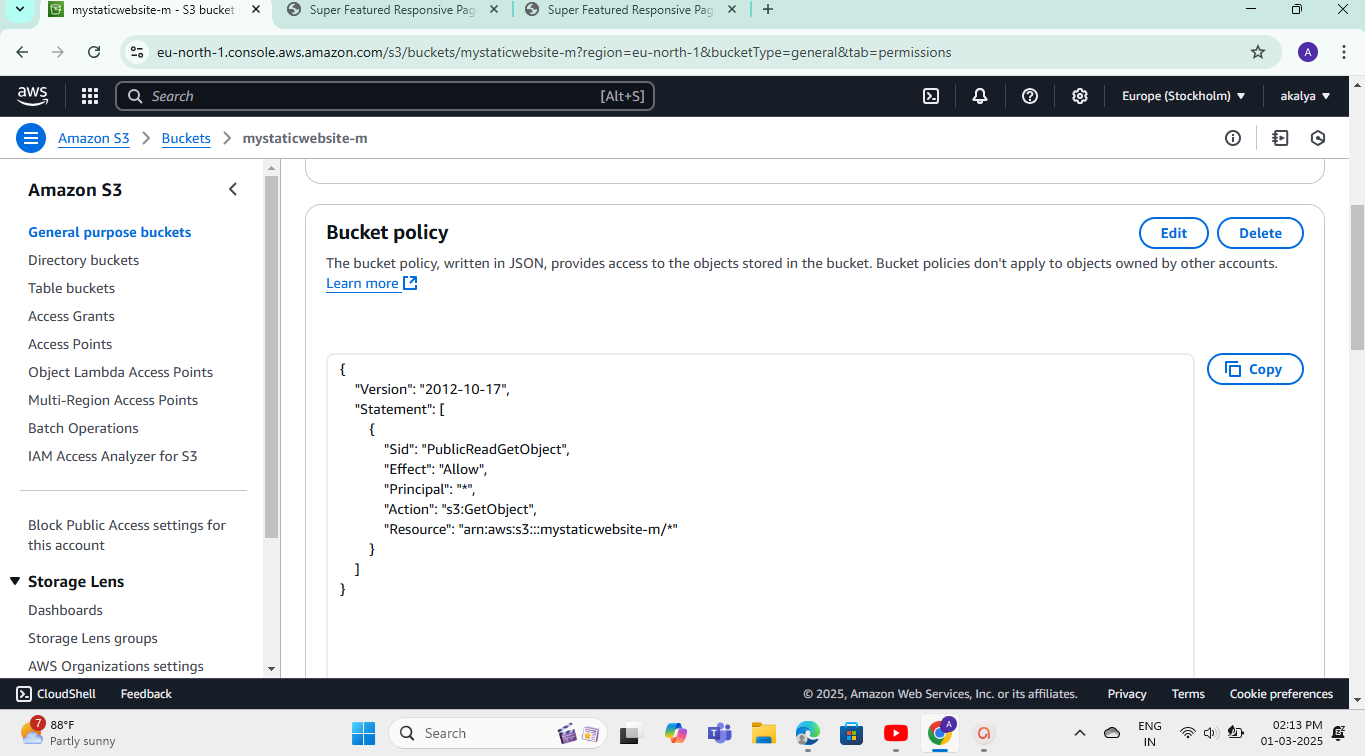 mystaticwebsite-m - S3 bucket
Super Featured Responsive Pag
Super Featured Responsive Pag
eu-north-1.console.aws.amazon.com/s3/buckets/mystaticwebsite-m?region=eu-north-1&bucketType=general&tab=permissions
A
aws
Search
[Alt+S]
Europe (Stockholm)
akalya
Amazon S3
Buckets
mystaticwebsite-m
Amazon S3
General purpose buckets
Directory buckets
Table buckets
Access Grants
Access Points
Object Lambda Access Points
Multi-Region Access Points
Batch Operations
IAM Access Analyzer for S3
Block Public Access settings for
this account
Storage Lens
Dashboards
Storage Lens groups
AWS Organizations settings
Bucket policy
Edit
Delete
The bucket policy, written in JSON, provides access to the objects stored in the bucket. Bucket policies don't apply to objects owned by other accounts.
Learn more
Copy
{
"Version": "2012-10-17",
"Statement": [
{
"Sid": "PublicReadGetObject",
"Effect": "Allow",
"Principal": "*",
"Action": "s3:GetObject",
"Resource": "arn:aws:s3:::mystaticwebsite-m/*"
}
]
}
CloudShell
Feedback
© 2025, Amazon Web Services, Inc. or its affiliates.
Privacy
Terms
Cookie preferences
7
88°F
Partly sunny
Search
A
ENG
IN
02:13 PM
01-03-2025